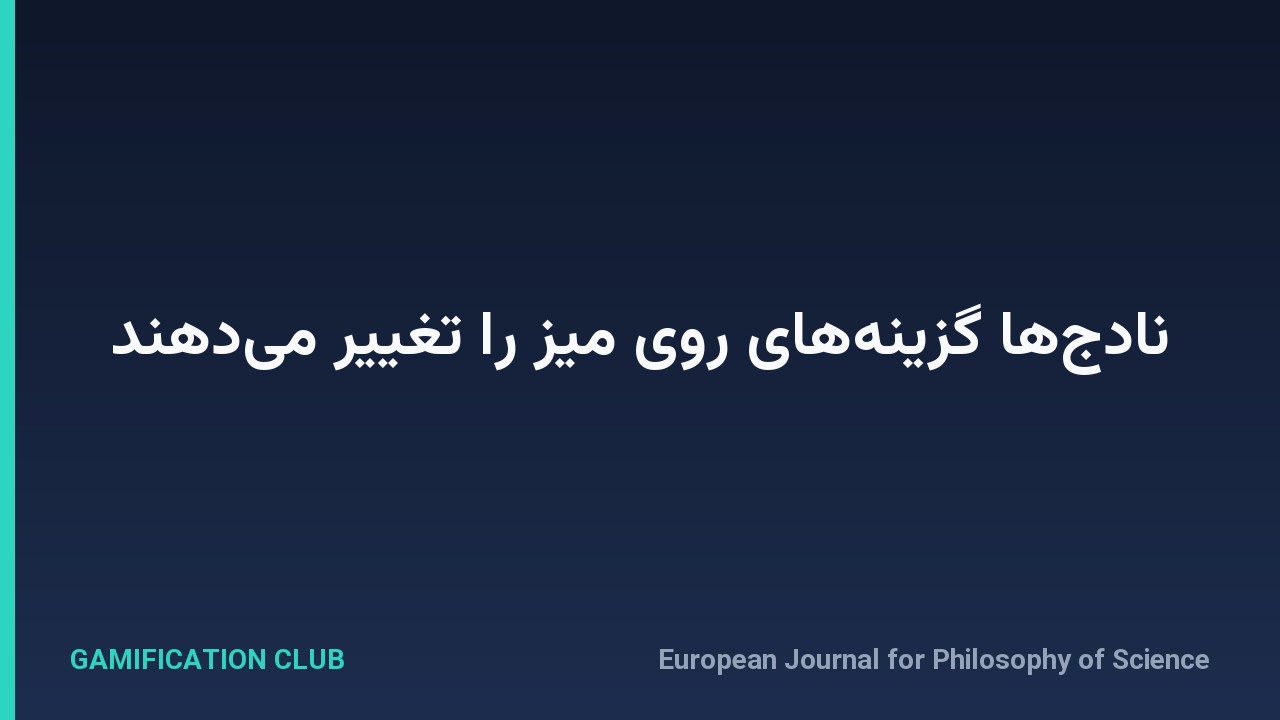 نادج‌ها گزینه‌های روی میز را تغییر می‌دهند
GAMIFICATION CLUB
European Journal for Philosophy of Science